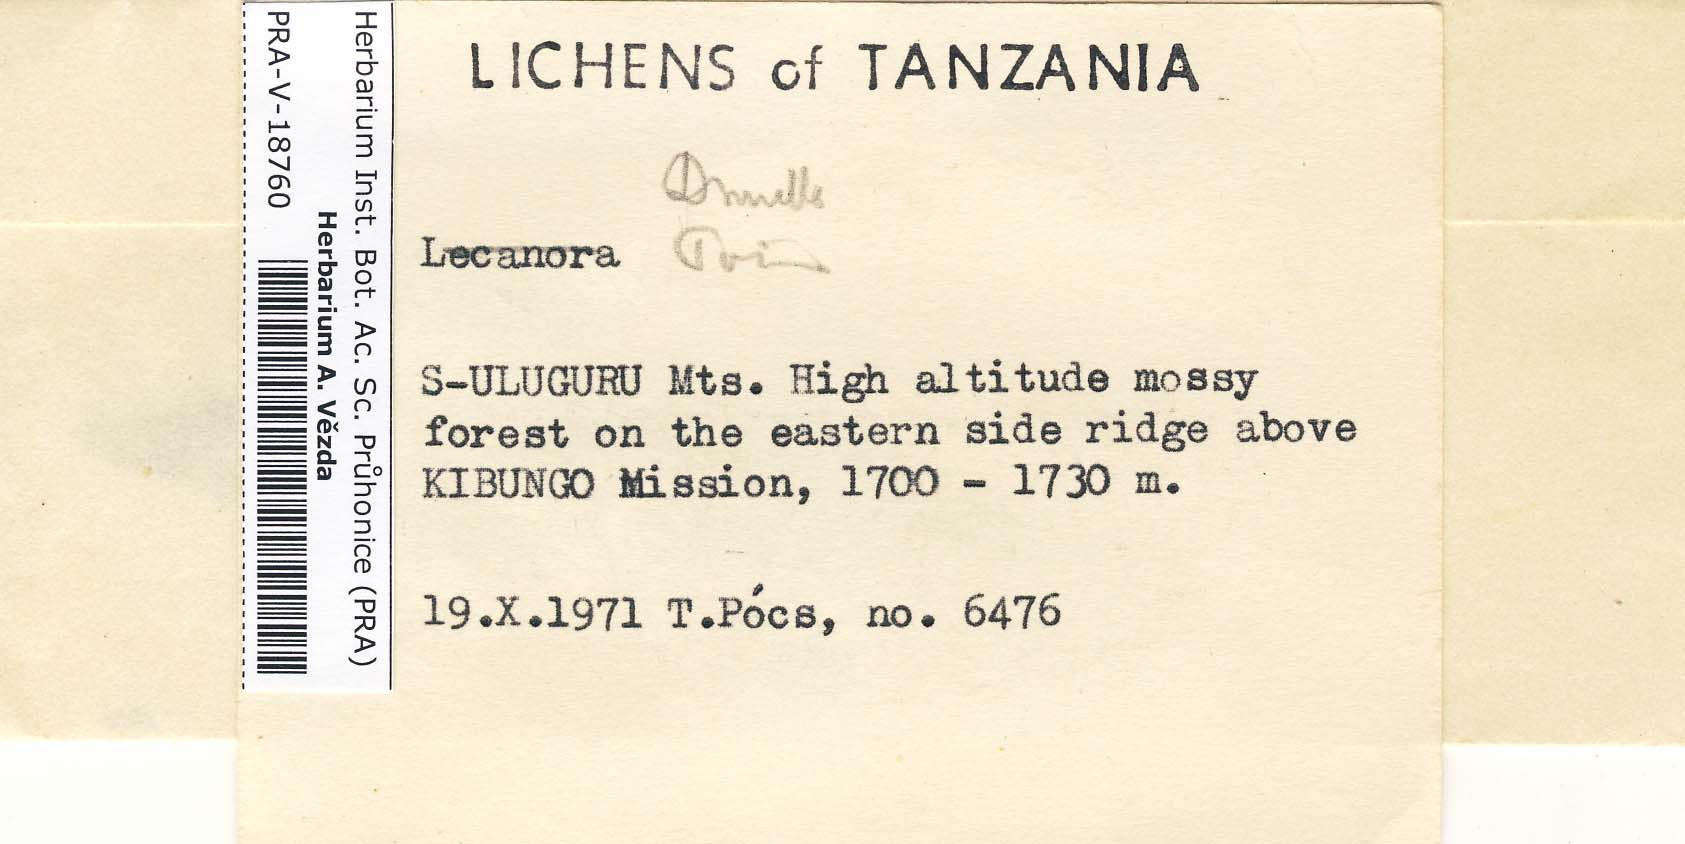 LICHENS of TANZANIA
Lecanora
S-ULUGURU Mts. High altitude mossy
forest on the eastern side ridge above
KIBUNGO Mission, 1700 - 1730 m.
19.X.1971 T.Pócs, no. 6476
Herbarium Inst. Bot. Ac. Sc. Průhonice (PRA)
Herbarium A. Vězda
PRA-V-18760